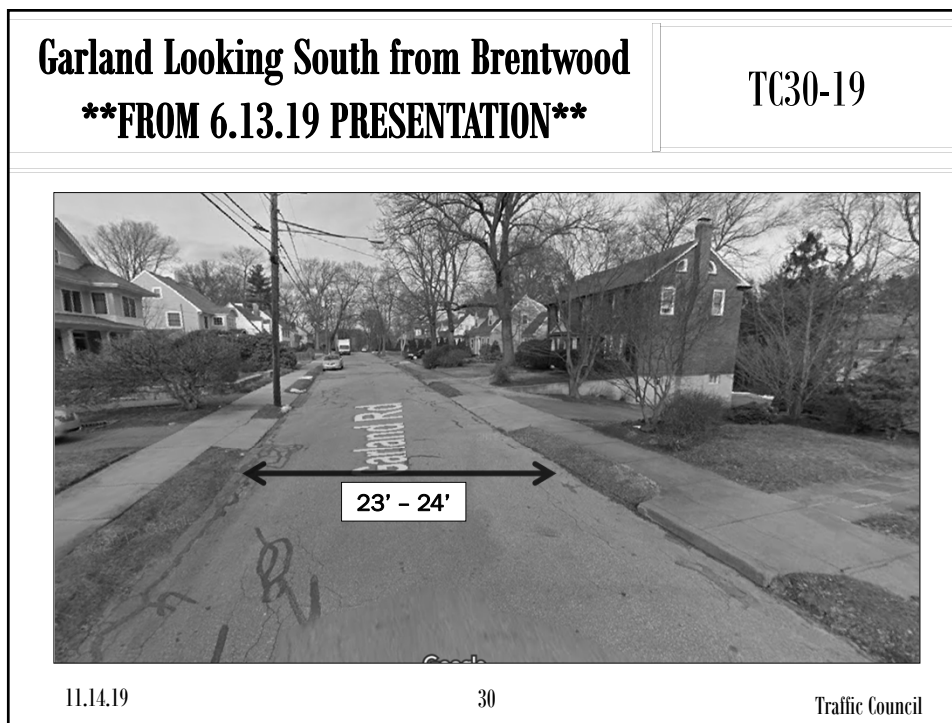 Garland Looking South from Brentwood
**FROM 6.13.19 PRESENTATION**
TC30-19
Garland Rd
23’ – 24’
Google
11.14.19
30
Traffic Council